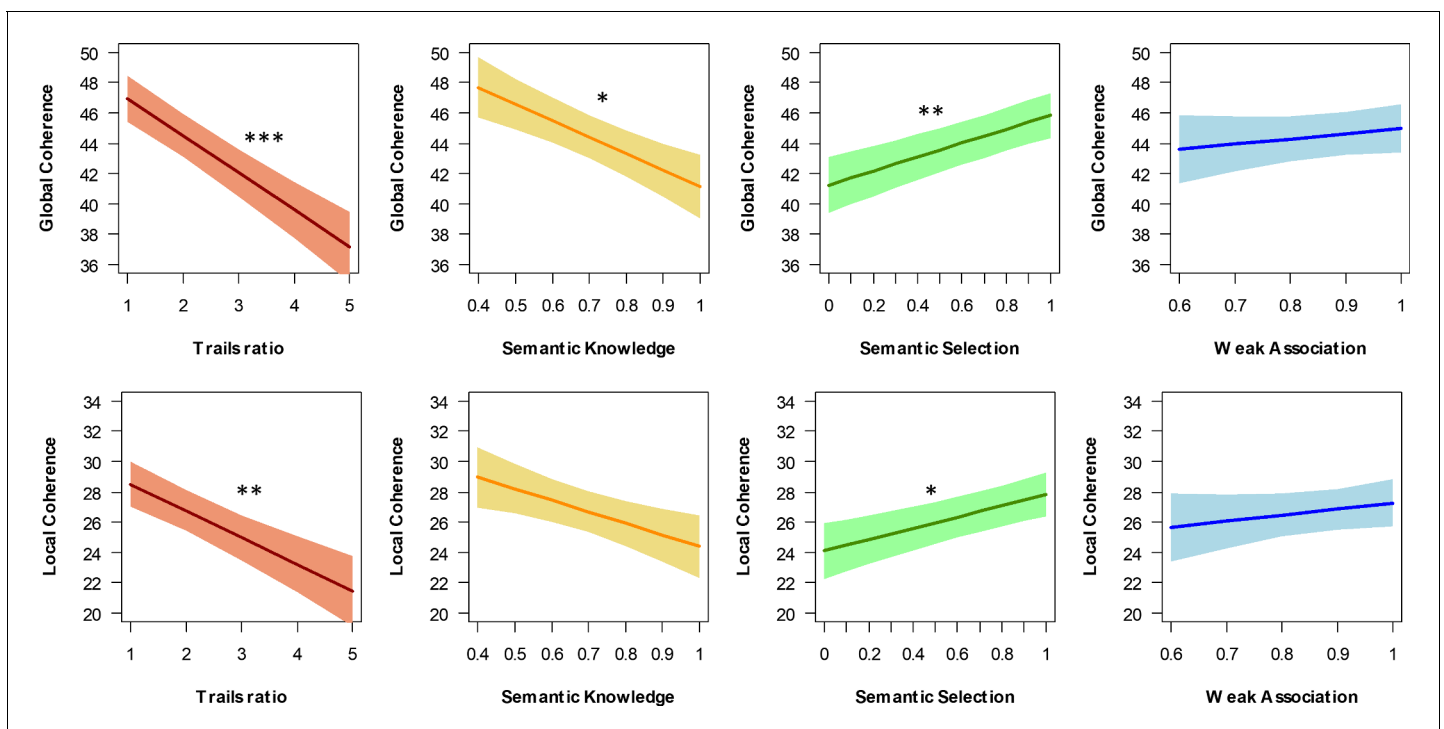 50 48 46 44 42 40 38 36
Global Coherence
***
1 2 3 4 5
Trails ratio
50 48 46 44 42 40 38 36
Global Coherence
*
0.4 0.5 0.6 0.7 0.8 0.9 1
Semantic Knowledge
50 48 46 44 42 40 38 36
Global Coherence
**
0 0.2 0.4 0.6 0.8 1
Semantic Selection
50 48 46 44 42 40 38 36
Global Coherence
0.6 0.7 0.8 0.9 1
Weak Association
34 32 30 28 26 24 22 20
Local Coherence
**
1 2 3 4 5
Trails ratio
34 32 30 28 26 24 22 20
Local Coherence
0.4 0.5 0.6 0.7 0.8 0.9 1
Semantic Knowledge
34 32 30 28 26 24 22 20
Local Coherence
*
0 0.2 0.4 0.6 0.8 1
Semantic Selection
34 32 30 28 26 24 22 20
Local Coherence
0.6 0.7 0.8 0.9 1
Weak Association